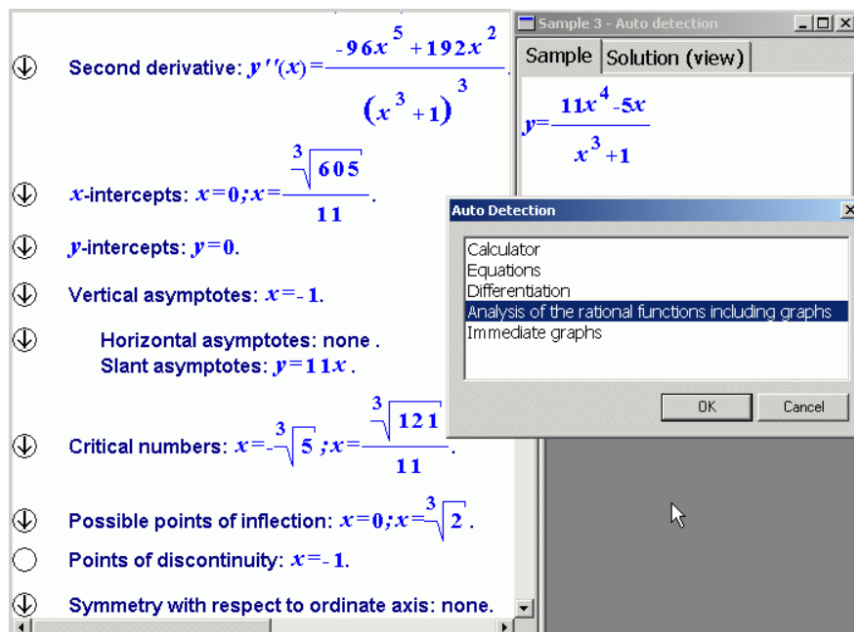 Second derivative: y''(x)=(-96x^5+192x^2)/(x^3+1)^3.
x-intercepts: x=0;x=∛605/11.
y-intercepts: y=0.
Vertical asymptotes: x=-1.
Horizontal asymptotes: none .
Slant asymptotes: y=11x.
Critical numbers: x=-∛5;x=∛121/11.
Possible points of inflection: x=0;x=∛2.
Points of discontinuity: x=-1.
Symmetry with respect to ordinate axis: none.
Sample 3 - Auto detection
Sample Solution (view)
y=(11x^4-5x)/(x^3+1)
Auto Detection
Calculator
Equations
Differentiation
Analysis of the rational functions including graphs
Immediate graphs
OK Cancel